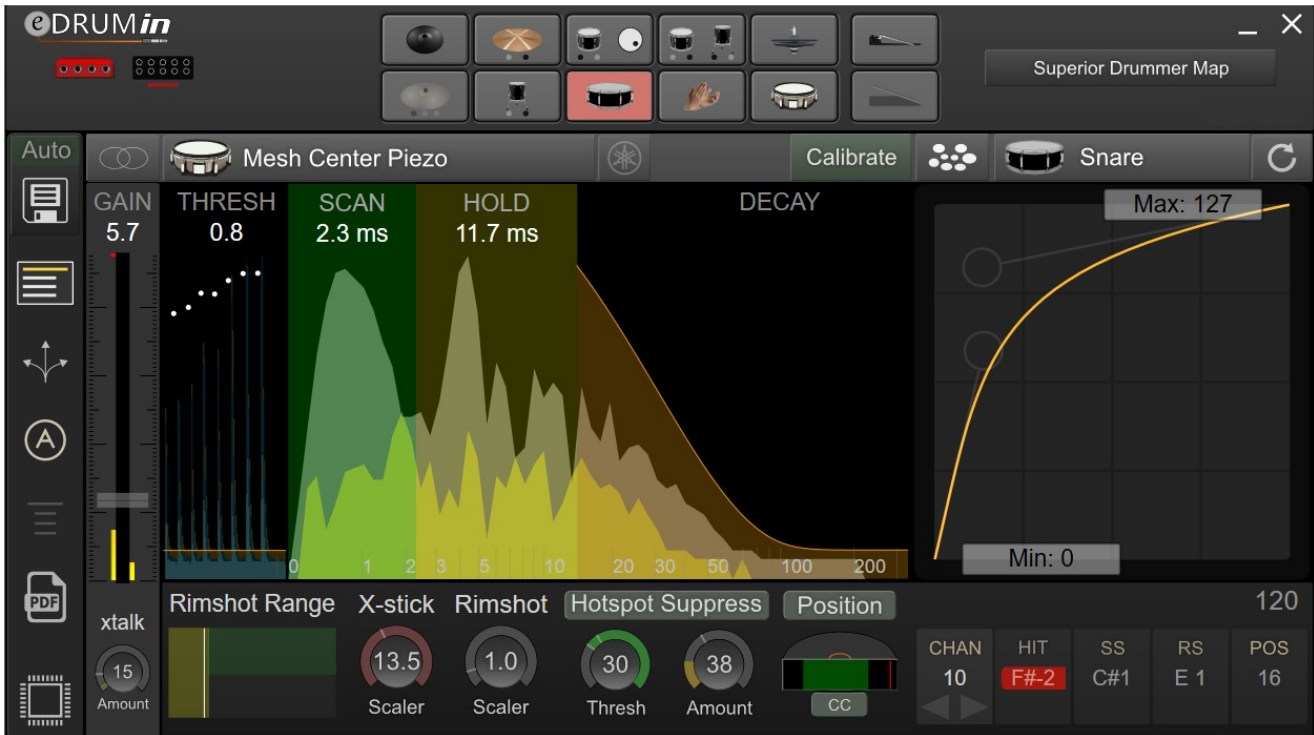 eDRUMin
Superior Drummer Map
Auto
Mesh Center Piezo
Calibrate
Snare
GAIN
5.7
THRESH
0.8
SCAN
2.3 ms
HOLD
11.7 ms
DECAY
Max: 127
A
0 1 2 3 5 10 20 30 50 100 200
Min: 0
PDF
xtalk
15
Amount
Rimshot Range
X-stick
13.5
Scaler
Rimshot
1.0
Scaler
Hotspot Suppress
30
Thresh
38
Amount
Position
CC
120
CHAN
10
HIT
F#-2
SS
C#1
RS
E 1
POS
16